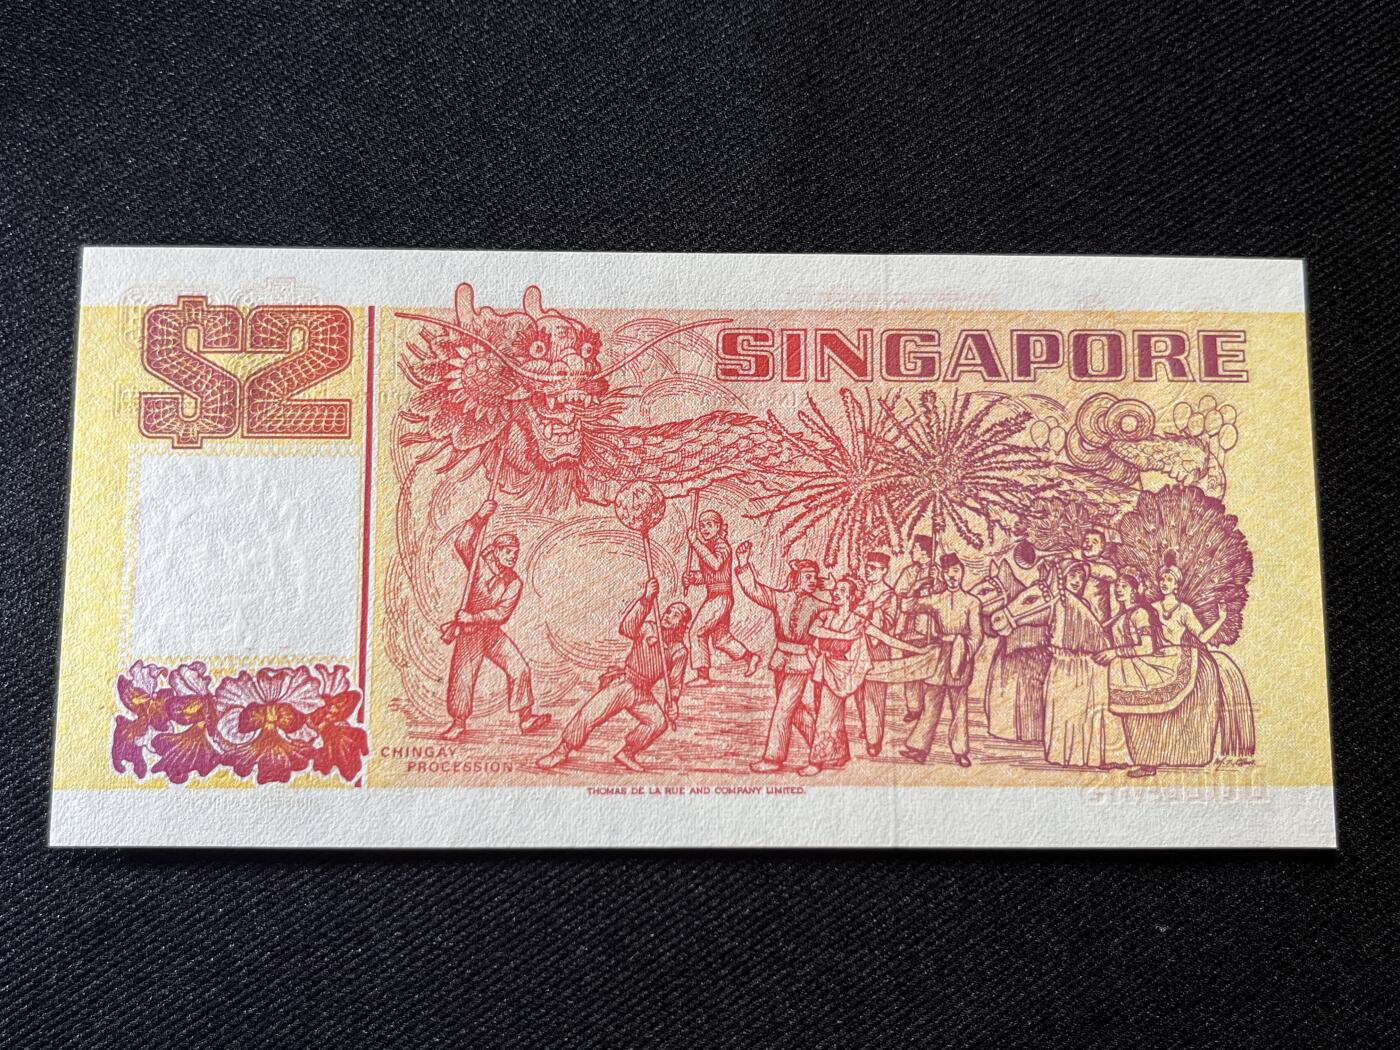 $2
SINGAPORE
CHINGAY
PROCESSION
THOMAS DE LA RUE AND COMPANY LIMITED.